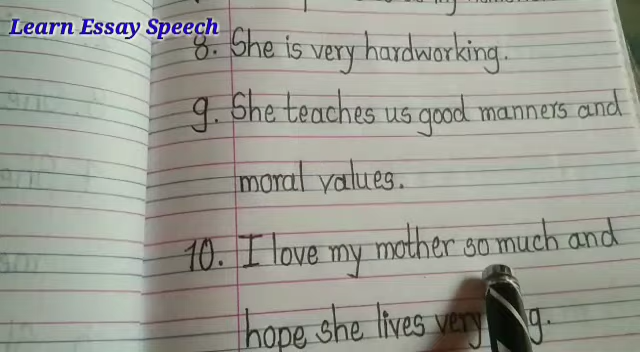 Learn Essay Speech
8. She is very hardworking.
9. She teaches us good manners and
moral values.
10. I love my mother so much and
hope she lives very